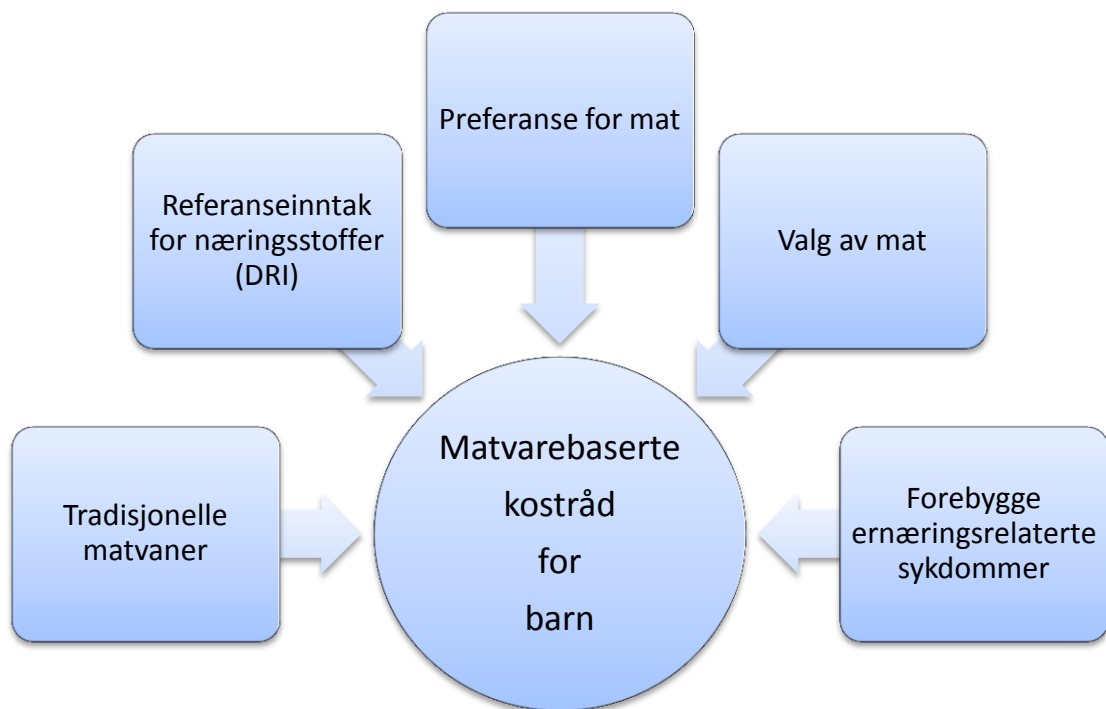 Preferanse for mat
Referanseinntak
for næringsstoffer
(DRI)
Valg av mat
Tradisjonelle
matvaner
Matvarebaserte
kostråd
for
barn
Forebygge
ernæringsrelaterte
sykdommer